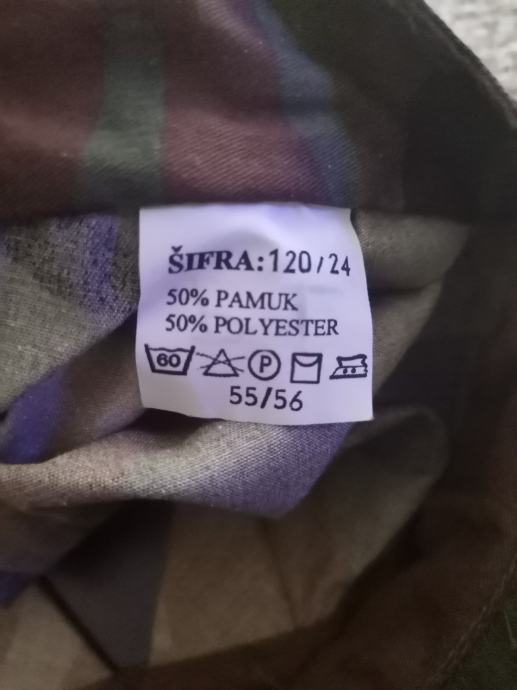 ŠIFRA: 120/24
50% PAMUK
50% POLYESTER
60 P
55/56